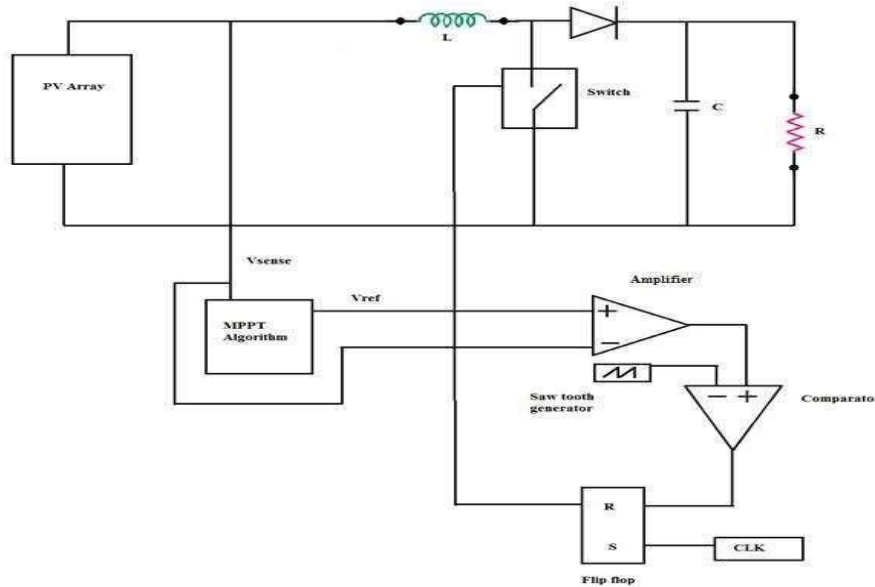 L
PV Array
Switch
C
R
Vsense
Amplifier
Vref
+
MPPT
Algorithm
−
Saw tooth
generator
− +
Comparato
R
S
CLK
Flip flop